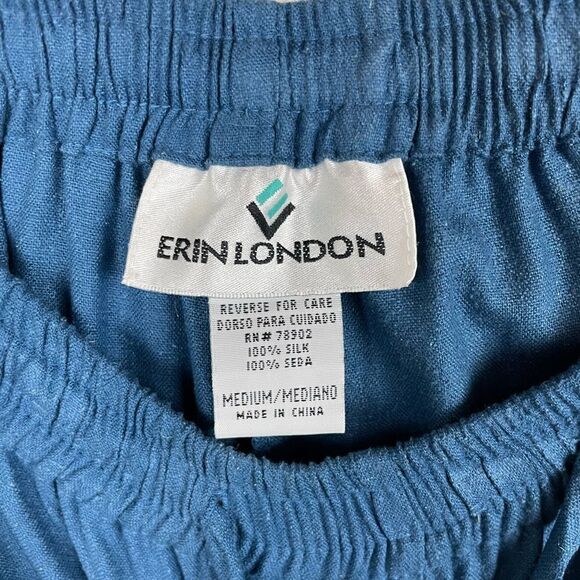 ERIN LONDON
REVERSE FOR CARE
DORSO PARA CUIDADO
RN# 78902
100% SILK
100% SEDA
MEDIUM/MEDIANO
MADE IN CHINA